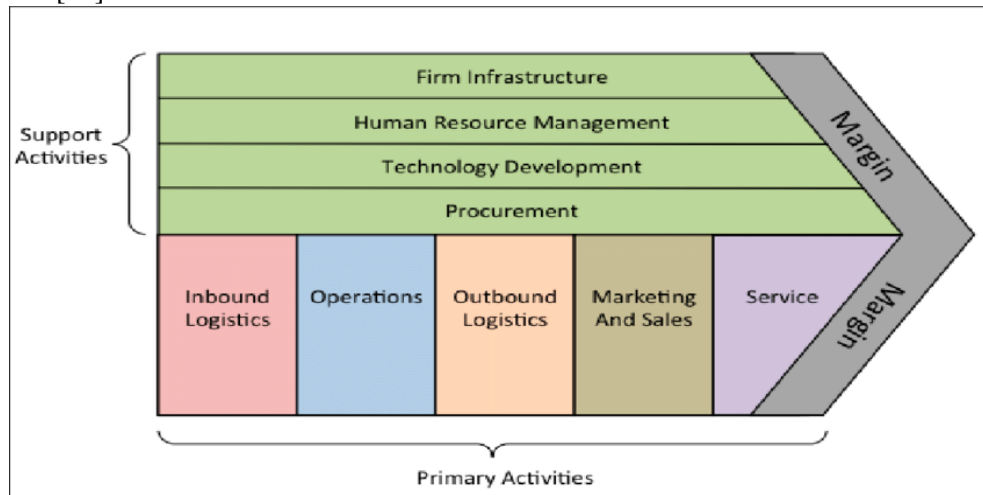 Firm Infrastructure
Human Resource Management
Technology Development
Procurement
Support
Activities
Margin
Margin
Inbound
Logistics
Operations
Outbound
Logistics
Marketing
And Sales
Service
Primary Activities